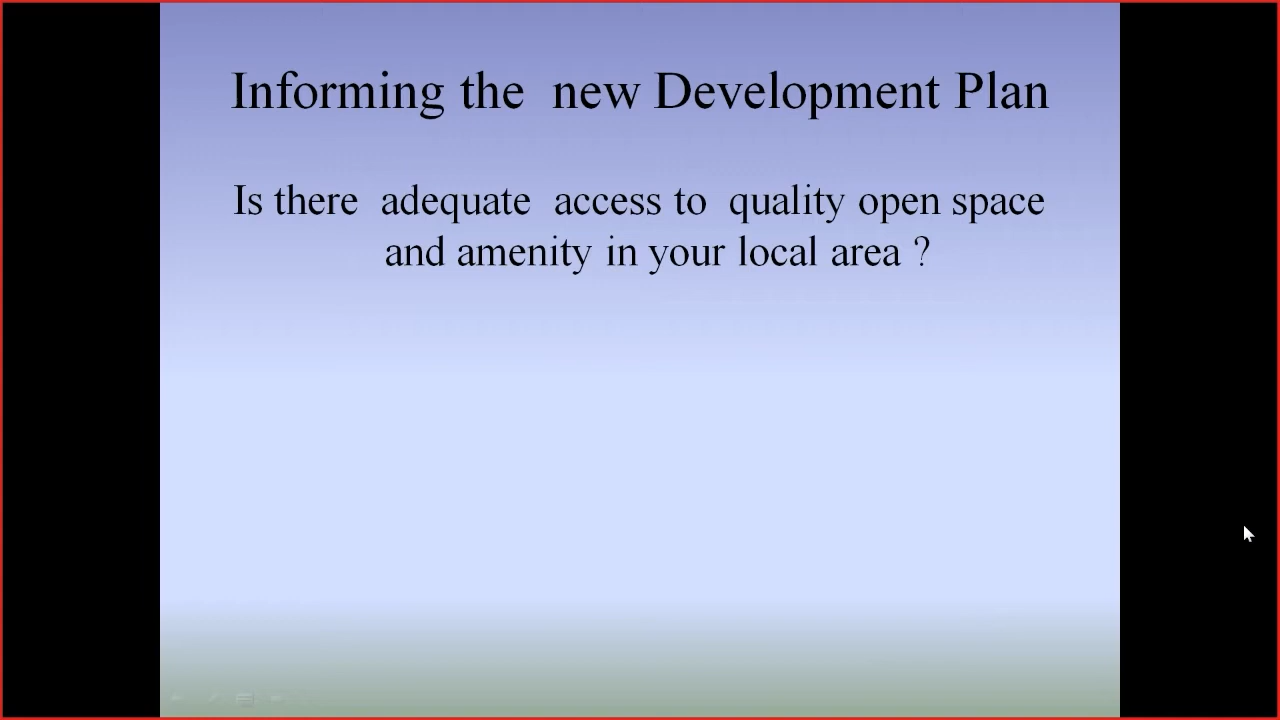 Informing the new Development Plan
Is there adequate access to quality open space
and amenity in your local area ?